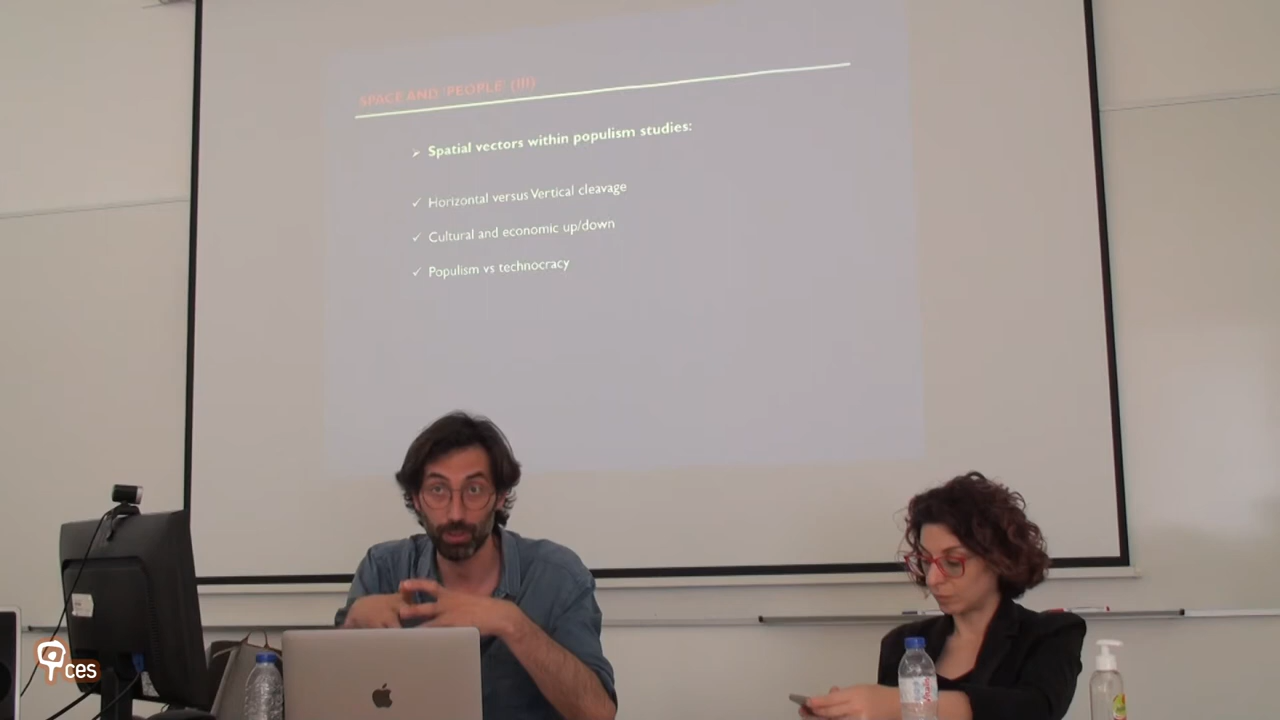 SPACE AND 'PEOPLE' (III)
➢ Spatial vectors within populism studies:
✓ Horizontal versus Vertical cleavage
✓ Cultural and economic up/down
✓ Populism vs technocracy
ces